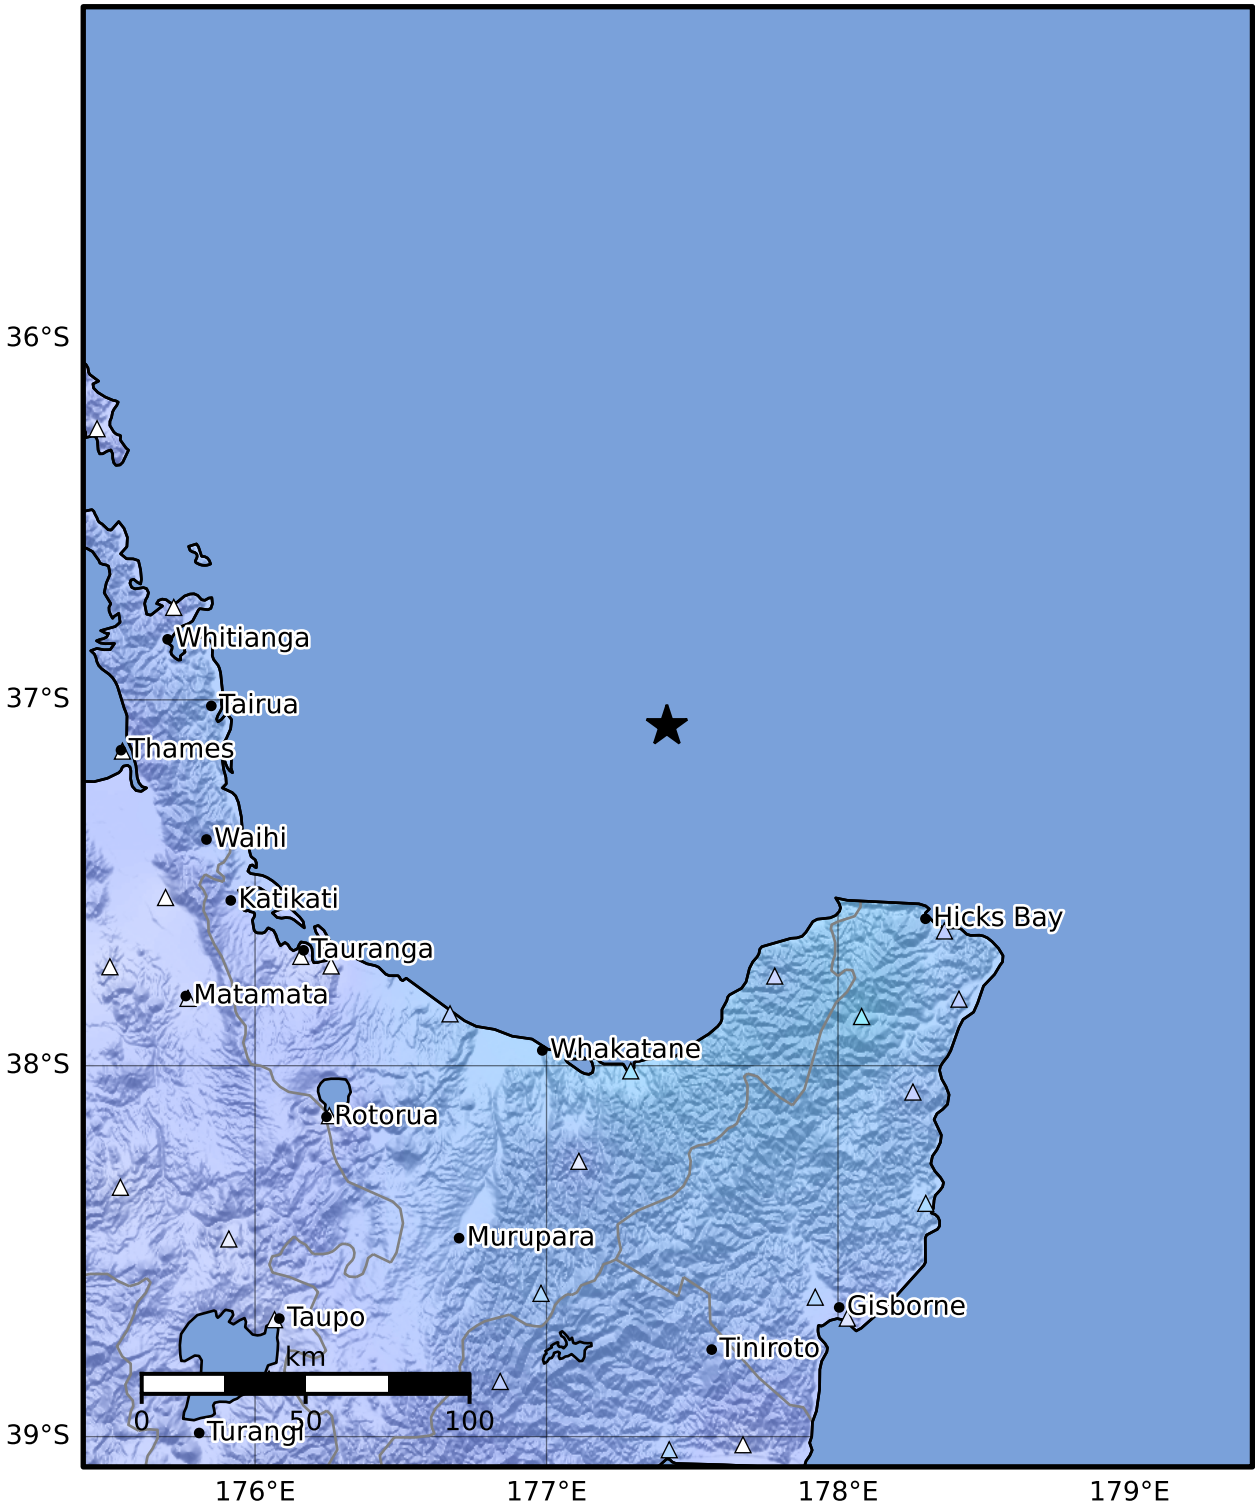 36°S
Whitianga
37°S
Tairua
Thames
Waihi
Katikati
Hicks Bay
Tauranga
Matamata
Whakatane
38°S
Rotorua
Murupara
Gisborne
Taupo
Tiniroto
km
0
50
100
Turangi
39°S
176°E
177°E
178°E
179°E